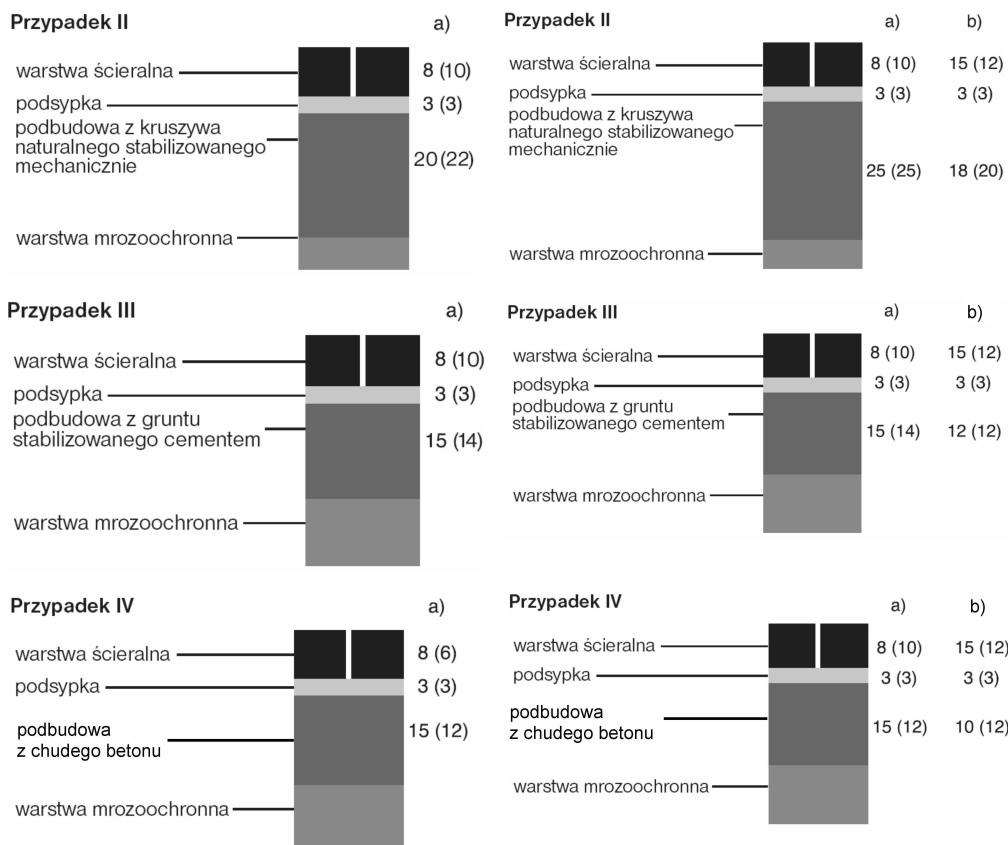 Przypadek II a)
warstwa ścieralna 8 (10)
podsypka 3 (3)
podbudowa z kruszywa
naturalnego stabilizowanego
mechanicznie 20 (22)
warstwa mrozoochronna
Przypadek II a) b)
warstwa ścieralna 8 (10) 15 (12)
podsypka 3 (3) 3 (3)
podbudowa z kruszywa
naturalnego stabilizowanego
mechanicznie
25 (25) 18 (20)
warstwa mrozoochronna
Przypadek III a)
warstwa ścieralna 8 (10)
podsypka 3 (3)
podbudowa z gruntu
stabilizowanego cementem 15 (14)
warstwa mrozoochronna
Przypadek III a) b)
warstwa ścieralna 8 (10) 15 (12)
podsypka 3 (3) 3 (3)
podbudowa z gruntu
stabilizowanego cementem 15 (14) 12 (12)
warstwa mrozoochronna
Przypadek IV a)
warstwa ścieralna 8 (6)
podsypka 3 (3)
podbudowa 15 (12)
z chudego betonu
warstwa mrozoochronna
Przypadek IV a) b)
warstwa ścieralna 8 (10) 15 (12)
podsypka 3 (3) 3 (3)
podbudowa
z chudego betonu 15 (12) 10 (12)
warstwa mrozoochronna